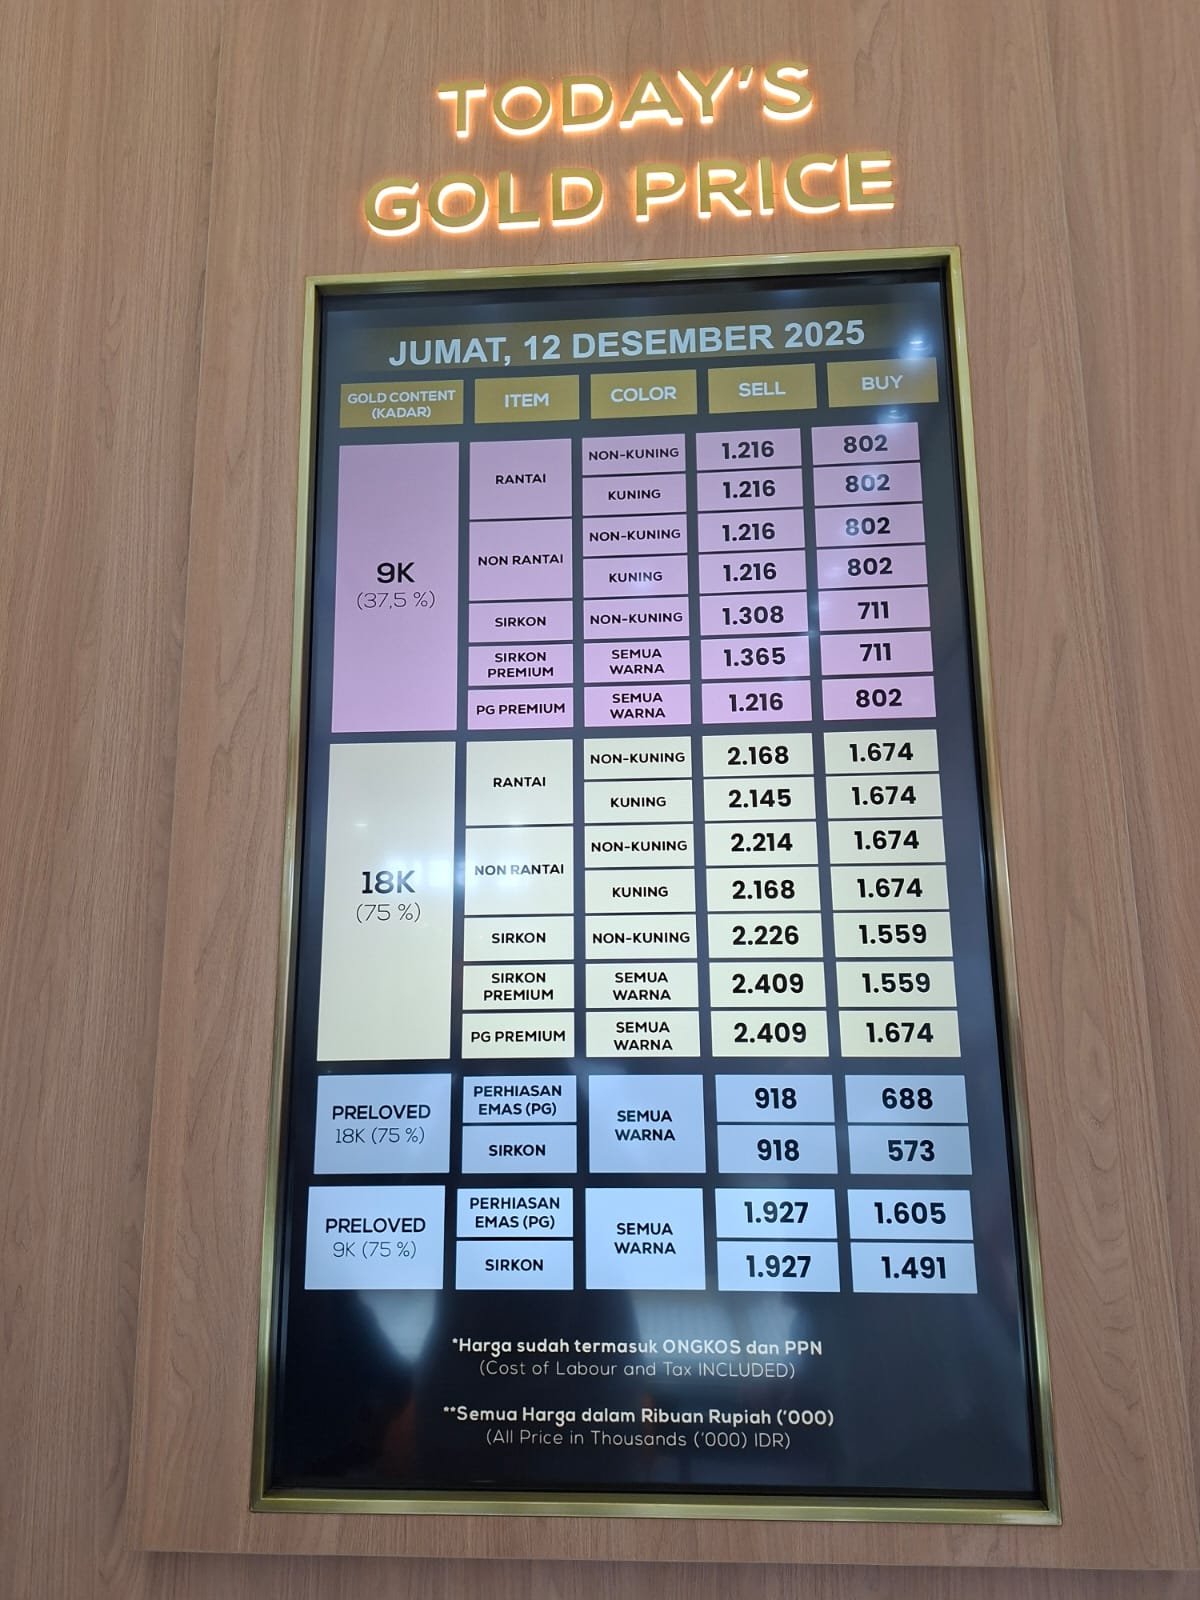 TODAY'S
GOLD PRICE
JUMAT, 12 DESEMBER 2025
GOLD CONTENT (KADAR) ITEM COLOR SELL BUY
9K (37,5 %)
RANTAI NON-KUNING 1.216 802
KUNING 1.216 802
NON RANTAI NON-KUNING 1.216 802
KUNING 1.216 802
SIRKON NON-KUNING 1.308 711
SIRKON PREMIUM SEMUA WARNA 1.365 711
PG PREMIUM SEMUA WARNA 1.216 802
18K (75 %)
RANTAI NON-KUNING 2.168 1.674
KUNING 2.145 1.674
NON RANTAI NON-KUNING 2.214 1.674
KUNING 2.168 1.674
SIRKON NON-KUNING 2.226 1.559
SIRKON PREMIUM SEMUA WARNA 2.409 1.559
PG PREMIUM SEMUA WARNA 2.409 1.674
PRELOVED 18K (75 %)
PERHIASAN EMAS (PG) SEMUA WARNA 918 688
SIRKON 918 573
PRELOVED 9K (75 %)
PERHIASAN EMAS (PG) SEMUA WARNA 1.927 1.605
SIRKON 1.927 1.491
*Harga sudah termasuk ONGKOS dan PPN
(Cost of Labour and Tax INCLUDED)
**Semua Harga dalam Ribuan Rupiah ('000)
(All Price in Thousands ('000) IDR)